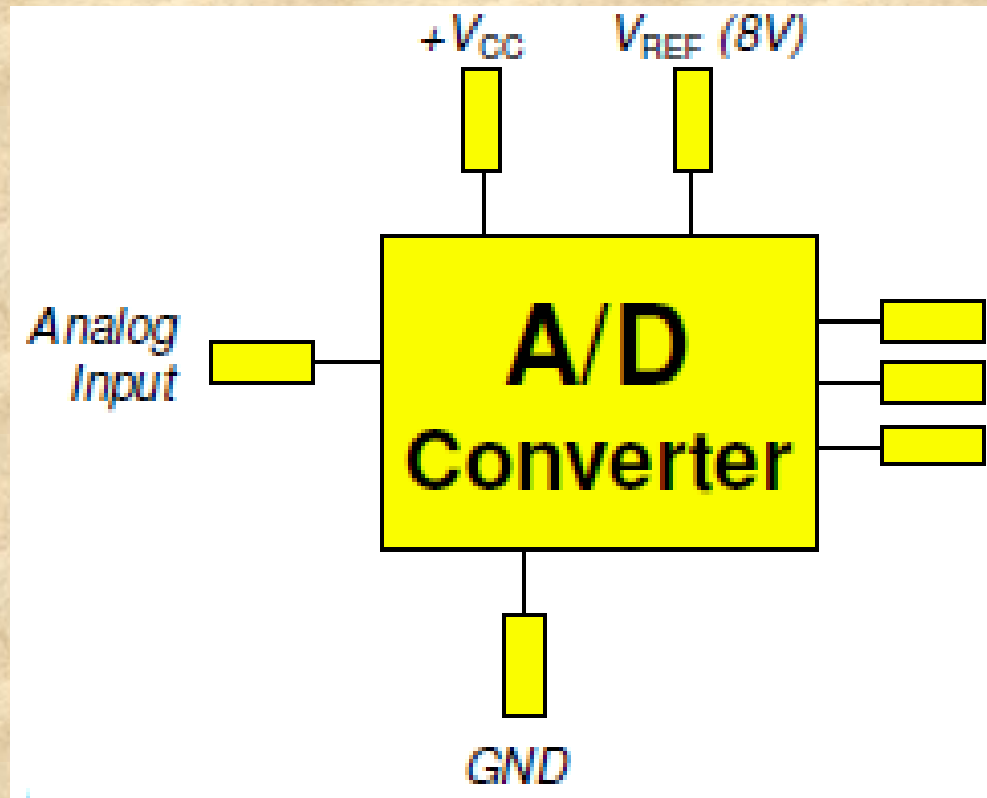 +VCC VREF (8V)
Analog
Input
A/D
Converter
GND